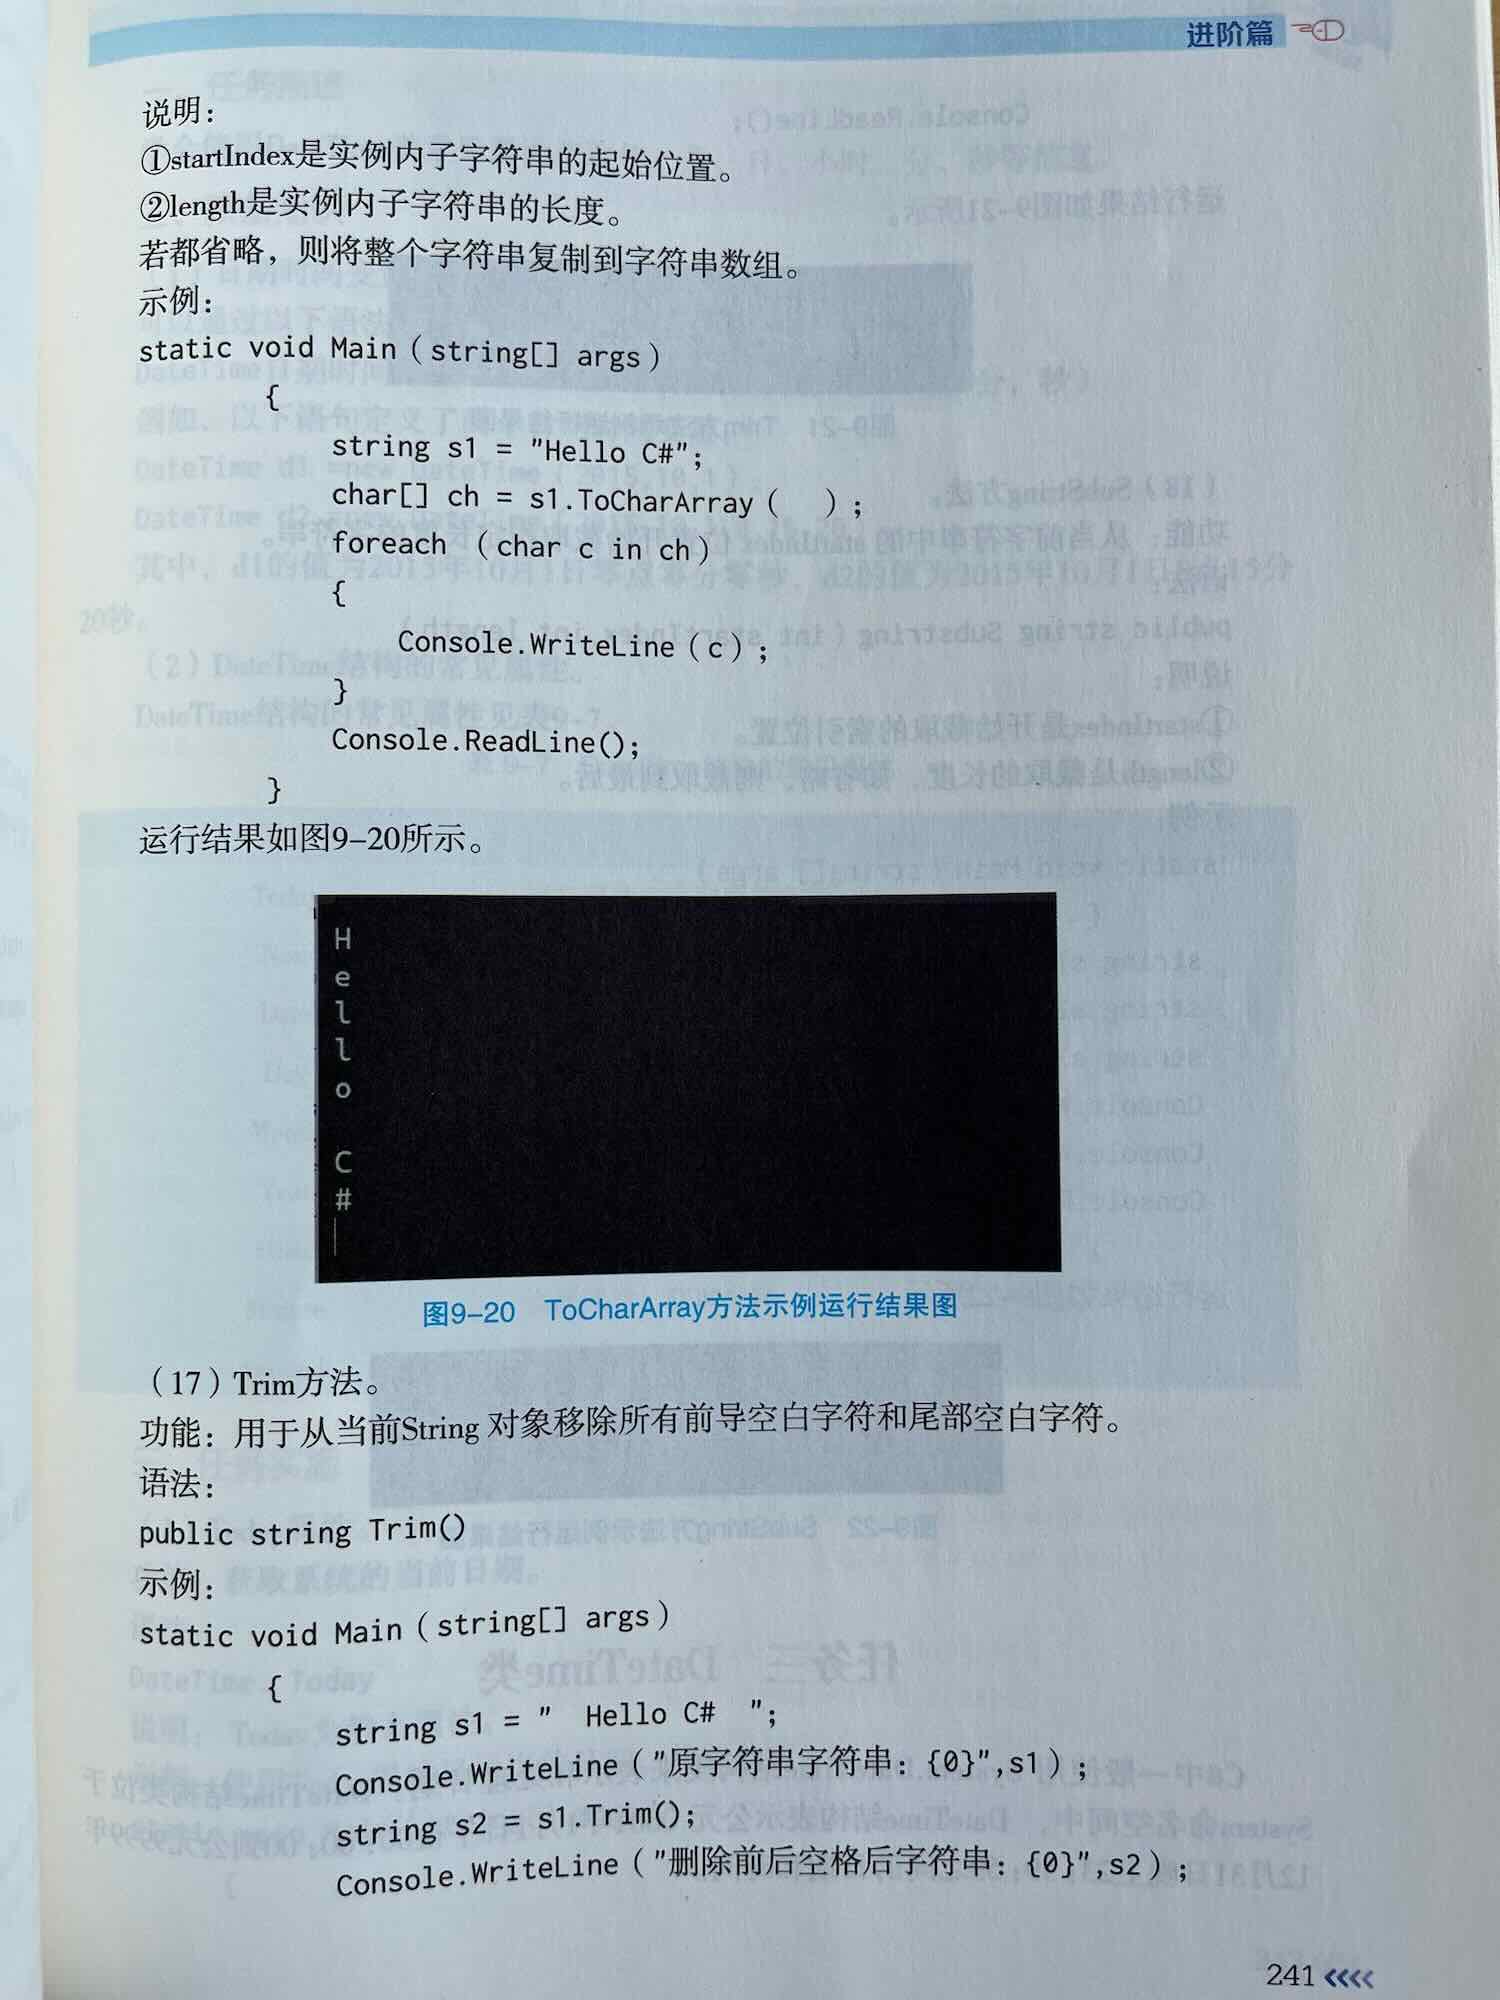 进阶篇
说明：
①startIndex是实例内子字符串的起始位置。
②length是实例内子字符串的长度。
若都省略，则将整个字符串复制到字符串数组。
示例：
static void Main（string[] args）
{
string s1 = "Hello C#";
char[] ch = s1.ToCharArray（ ）;
foreach （char c in ch）
{
Console.WriteLine（c）;
}
Console.ReadLine();
}
运行结果如图9-20所示。
H
e
l
l
o
C
#
图9-20 ToCharArray方法示例运行结果图
（17）Trim方法。
功能：用于从当前String 对象移除所有前导空白字符和尾部空白字符。
语法：
public string Trim()
示例：
static void Main（string[] args）
{
string s1 = "  Hello C#  ";
Console.WriteLine（"原字符串字符串：{0}",s1）;
string s2 = s1.Trim();
Console.WriteLine（"删除前后空格后字符串：{0}",s2）;
241